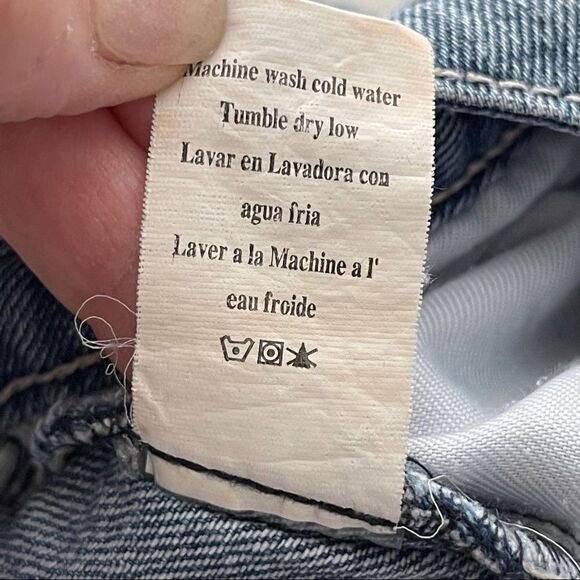 Machine wash cold water
Tumble dry low
Lavar en Lavadora con
agua fria
Laver a la Machine a l'
eau froide